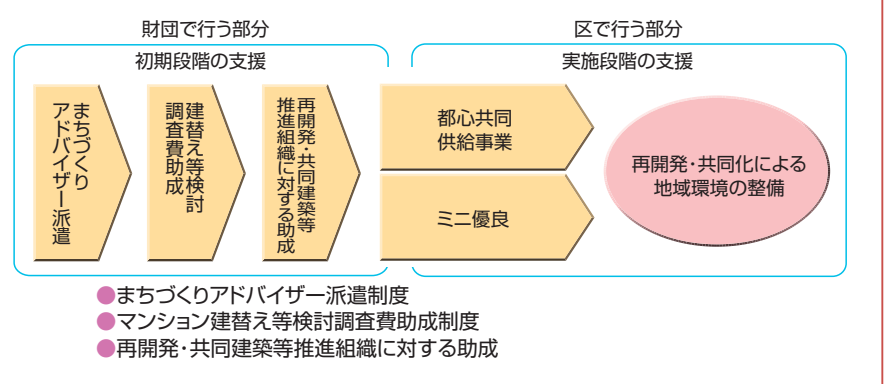 財団で行う部分
区で行う部分
初期段階の支援
実施段階の支援
まちづくり
アドバイザー派遣
建替え等検討
調査費助成
再開発・共同建築等
推進組織に対する助成
都心共同
供給事業
ミニ優良
再開発・共同化による
地域環境の整備
●まちづくりアドバイザー派遣制度
●マンション建替え等検討調査費助成制度
●再開発・共同建築等推進組織に対する助成